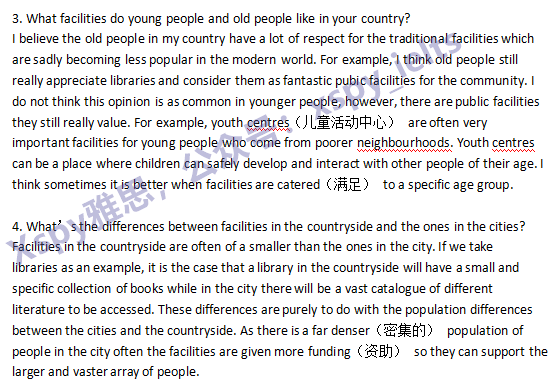 3. What facilities do young people and old people like in your country?
I believe the old people in my country have a lot of respect for the traditional facilities which
are sadly becoming less popular in the modern world. For example, I think old people still
really appreciate libraries and consider them as fantastic pubic facilities for the community. I
do not think this opinion is as common in younger people, however, there are public facilities
they still really value. For example, youth centres（儿童活动中心） are often very
important facilities for young people who come from poorer neighbourhoods. Youth centres
can be a place where children can safely develop and interact with other people of their age. I
think sometimes it is better when facilities are catered（满足） to a specific age group.
4. What's the differences between facilities in the countryside and the ones in the cities?
Facilities in the countryside are often of a smaller than the ones in the city. If we take
libraries as an example, it is the case that a library in the countryside will have a small and
specific collection of books while in the city there will be a vast catalogue of different
literature to be accessed. These differences are purely to do with the population differences
between the cities and the countryside. As there is a far denser（密集的） population of
people in the city often the facilities are given more funding（资助） so they can support the
larger and vaster array of people.
Xspy雅思，公众号：xspy_ielts